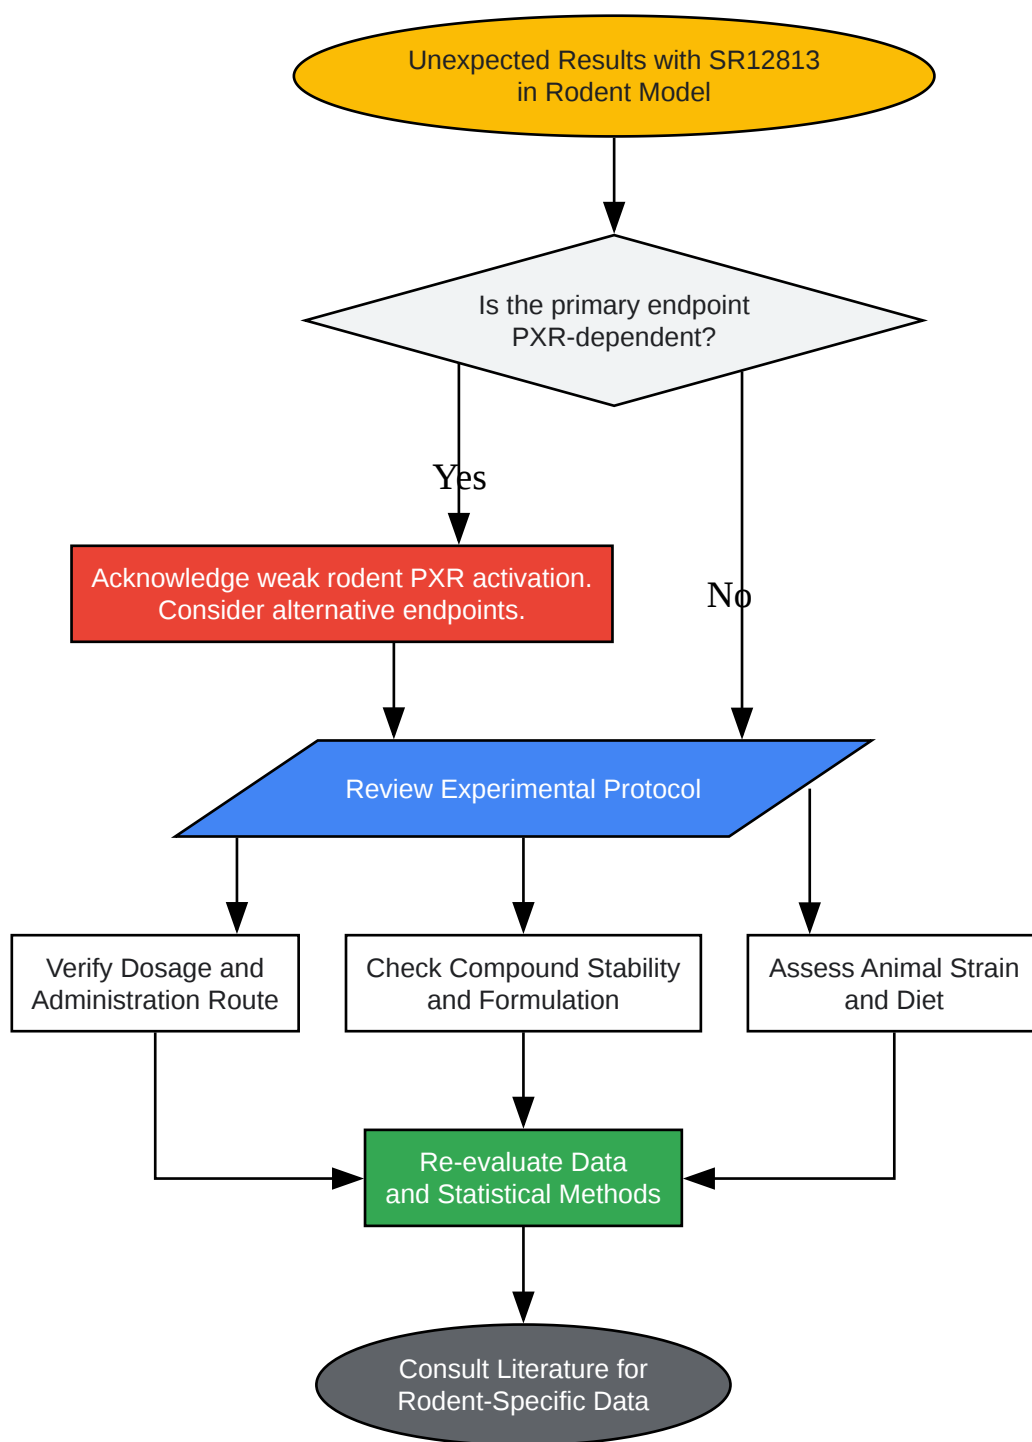 Unexpected Results with SR12813
in Rodent Model
Is the primary endpoint
PXR-dependent?
Yes
Acknowledge weak rodent PXR activation.
Consider alternative endpoints.
No
Review Experimental Protocol
Verify Dosage and
Administration Route
Check Compound Stability
and Formulation
Assess Animal Strain
and Diet
Re-evaluate Data
and Statistical Methods
Consult Literature for
Rodent-Specific Data